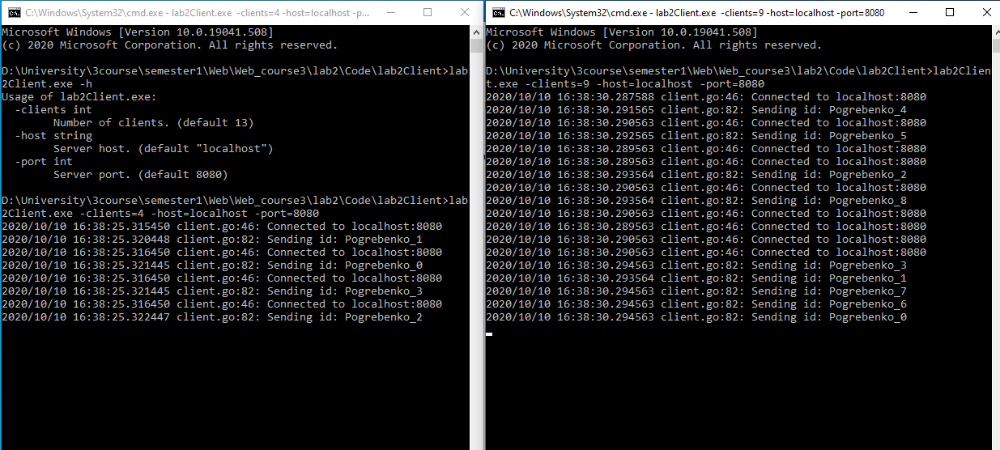 C:\Windows\System32\cmd.exe - lab2Client.exe -clients=4 -host=localhost -p...
Microsoft Windows [Version 10.0.19041.508]
(c) 2020 Microsoft Corporation. All rights reserved.
D:\University\3course\semester1\Web\Web_course3\lab2\Code\lab2Client>lab
2Client.exe -h
Usage of lab2Client.exe:
-clients int
Number of clients. (default 13)
-host string
Server host. (default "localhost")
-port int
Server port. (default 8080)
D:\University\3course\semester1\Web\Web_course3\lab2\Code\lab2Client>lab
2Client.exe -clients=4 -host=localhost -port=8080
2020/10/10 16:38:25.315450 client.go:46: Connected to localhost:8080
2020/10/10 16:38:25.320448 client.go:82: Sending id: Pogrebenko_1
2020/10/10 16:38:25.316450 client.go:46: Connected to localhost:8080
2020/10/10 16:38:25.321445 client.go:82: Sending id: Pogrebenko_0
2020/10/10 16:38:25.316450 client.go:46: Connected to localhost:8080
2020/10/10 16:38:25.321445 client.go:82: Sending id: Pogrebenko_3
2020/10/10 16:38:25.316450 client.go:46: Connected to localhost:8080
2020/10/10 16:38:25.322447 client.go:82: Sending id: Pogrebenko_2
C:\Windows\System32\cmd.exe - lab2Client.exe -clients=9 -host=localhost -port=8080
Microsoft Windows [Version 10.0.19041.508]
(c) 2020 Microsoft Corporation. All rights reserved.
D:\University\3course\semester1\Web\Web_course3\lab2\Code\lab2Client>lab2Clien
t.exe -clients=9 -host=localhost -port=8080
2020/10/10 16:38:30.287588 client.go:46: Connected to localhost:8080
2020/10/10 16:38:30.291565 client.go:82: Sending id: Pogrebenko_4
2020/10/10 16:38:30.290563 client.go:46: Connected to localhost:8080
2020/10/10 16:38:30.292565 client.go:82: Sending id: Pogrebenko_5
2020/10/10 16:38:30.289563 client.go:46: Connected to localhost:8080
2020/10/10 16:38:30.289563 client.go:46: Connected to localhost:8080
2020/10/10 16:38:30.293564 client.go:82: Sending id: Pogrebenko_2
2020/10/10 16:38:30.290563 client.go:46: Connected to localhost:8080
2020/10/10 16:38:30.293564 client.go:82: Sending id: Pogrebenko_8
2020/10/10 16:38:30.290563 client.go:46: Connected to localhost:8080
2020/10/10 16:38:30.289563 client.go:46: Connected to localhost:8080
2020/10/10 16:38:30.290563 client.go:46: Connected to localhost:8080
2020/10/10 16:38:30.290563 client.go:46: Connected to localhost:8080
2020/10/10 16:38:30.294563 client.go:82: Sending id: Pogrebenko_3
2020/10/10 16:38:30.293564 client.go:82: Sending id: Pogrebenko_1
2020/10/10 16:38:30.294563 client.go:82: Sending id: Pogrebenko_7
2020/10/10 16:38:30.294563 client.go:82: Sending id: Pogrebenko_6
2020/10/10 16:38:30.294563 client.go:82: Sending id: Pogrebenko_0